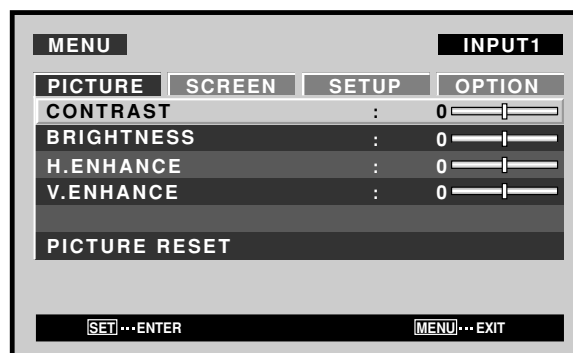 MENU INPUT1
PICTURE SCREEN SETUP OPTION
CONTRAST : 0
BRIGHTNESS : 0
H.ENHANCE : 0
V.ENHANCE : 0
PICTURE RESET
SET ··· ENTER MENU ··· EXIT